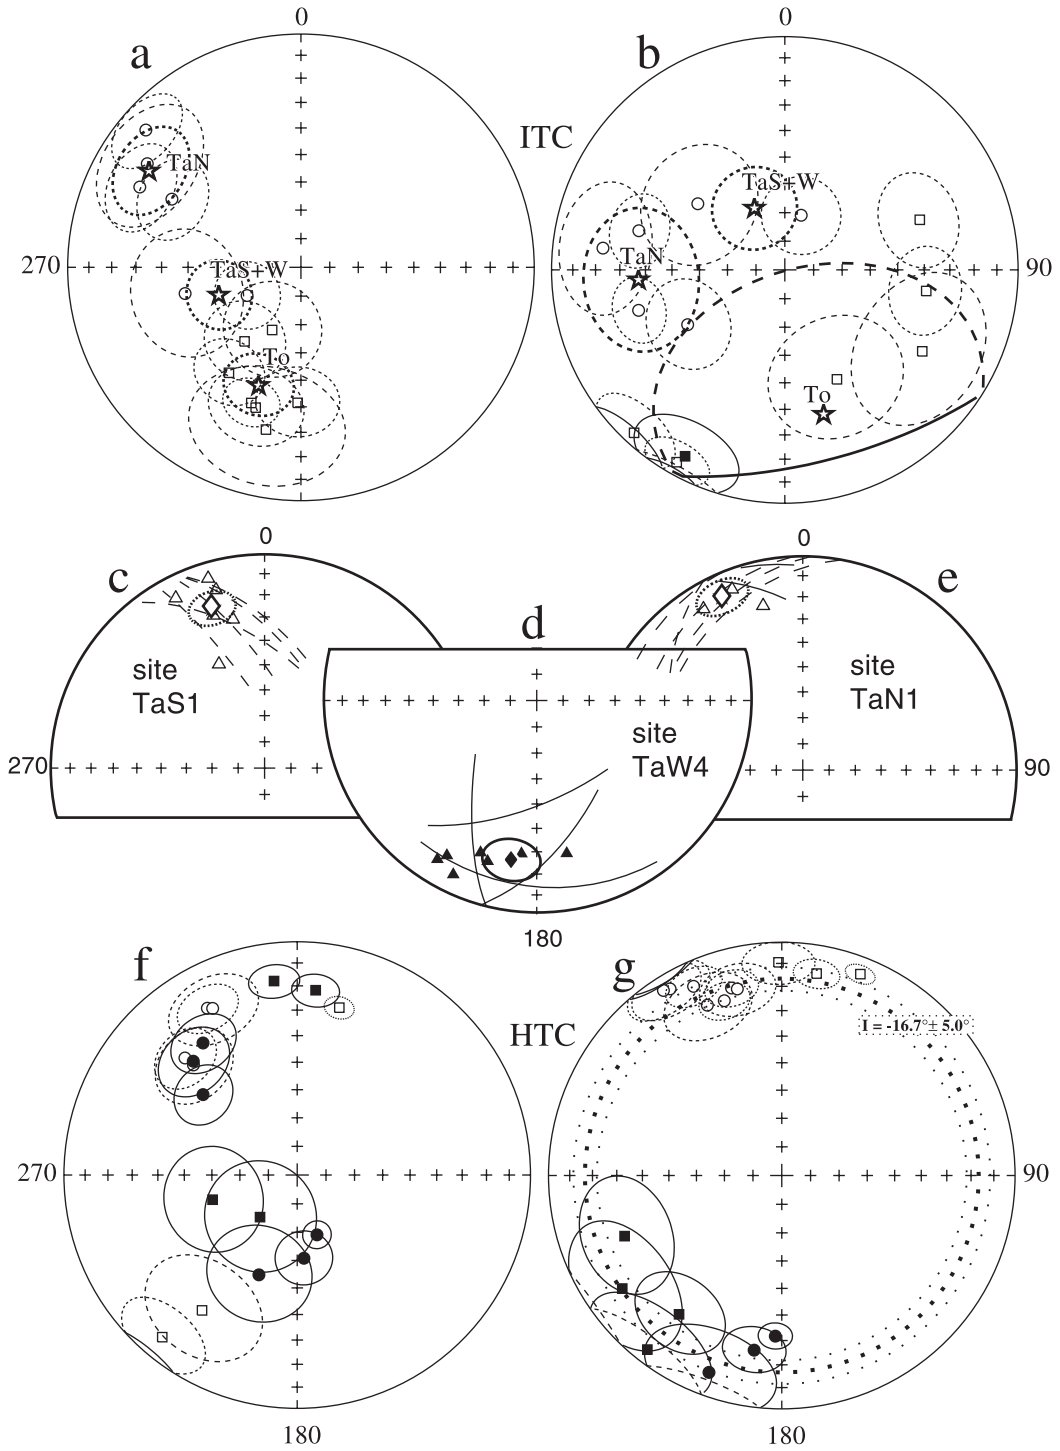 0
0
a
b
ITC
TaN
TaS+W
TaS+W
TaN
270
90
To
To
0
0
c
e
d
site
TaS1
site
TaN1
site
TaW4
270
90
180
f
g
I = -16.7°± 5.0°
HTC
270
90
180
180